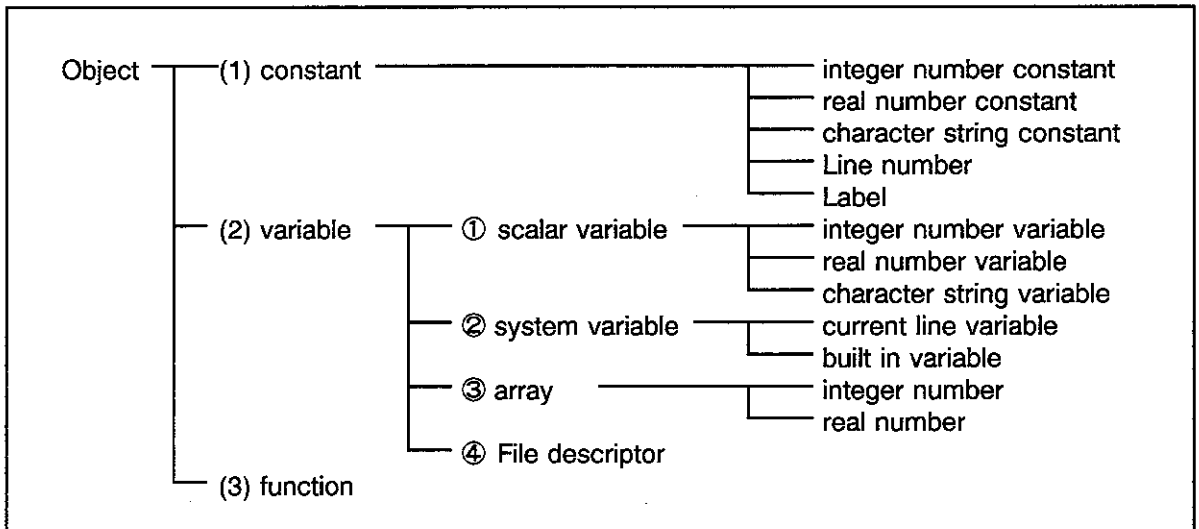 Object (1) constant integer number constant
real number constant
character string constant
Line number
Label
(2) variable ① scalar variable integer number variable
real number variable
character string variable
② system variable current line variable
built in variable
③ array integer number
real number
④ File descriptor
(3) function